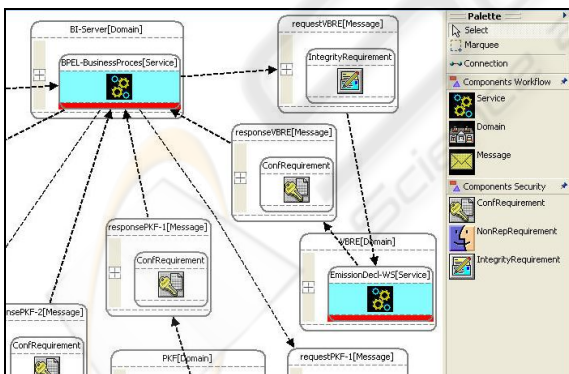 BI-Server[Domain]
BPEL-BusinessProces[Service]
requestVBRE[Message]
IntegrityRequirement
responseVBRE[Message]
ConfRequirement
responsePKF-1[Message]
ConfRequirement
VBRE[Domain]
EmissionDecl-WS[Service]
nsePKF-2[Message]
ConfRequirement
PKF[Domain]
requestPKF-1[Message]
Palette
Select
Marquee
Connection
Components Workflow
Service
Domain
Message
Components Security
ConfRequirement
NonRepRequirement
IntegrityRequirement